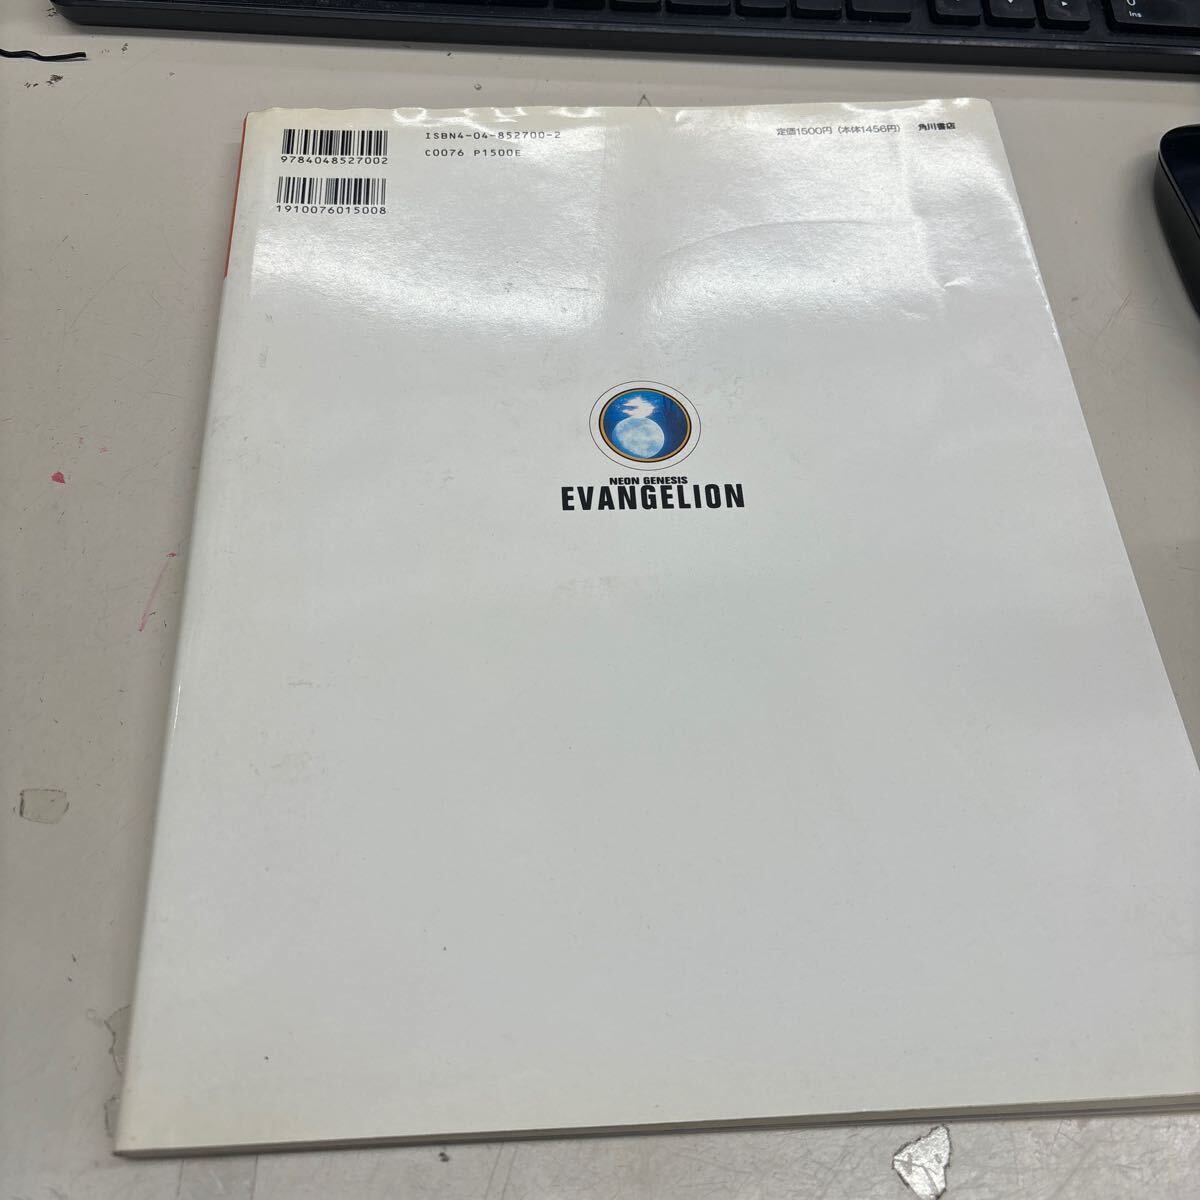 9784048527002
1910076015008
ISBN4-04-852700-2
C0076 P1500E
定価1500円(本体1456円) 角川書店
NEON GENESIS
EVANGELION
Ins